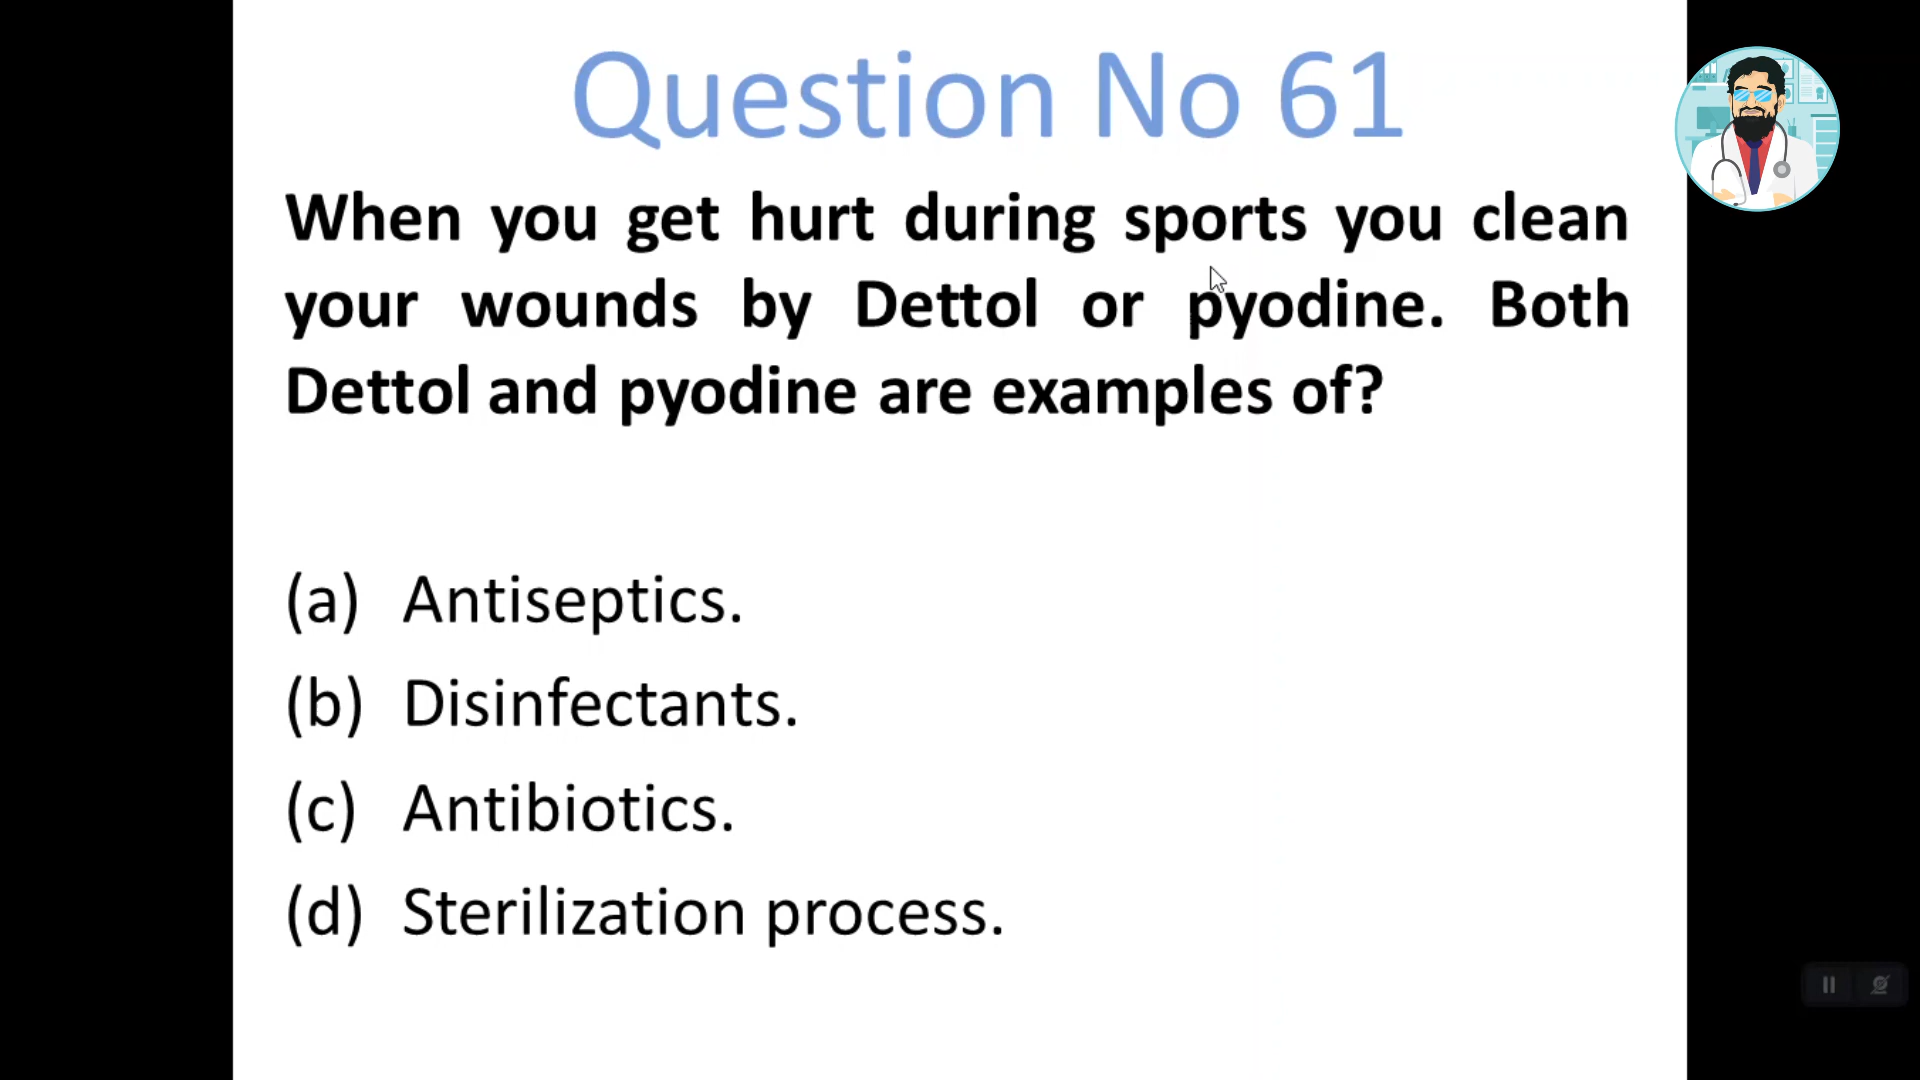 Question No 61
When you get hurt during sports you clean
your wounds by Dettol or pyodine. Both
Dettol and pyodine are examples of?
(a) Antiseptics.
(b) Disinfectants.
(c) Antibiotics.
(d) Sterilization process.